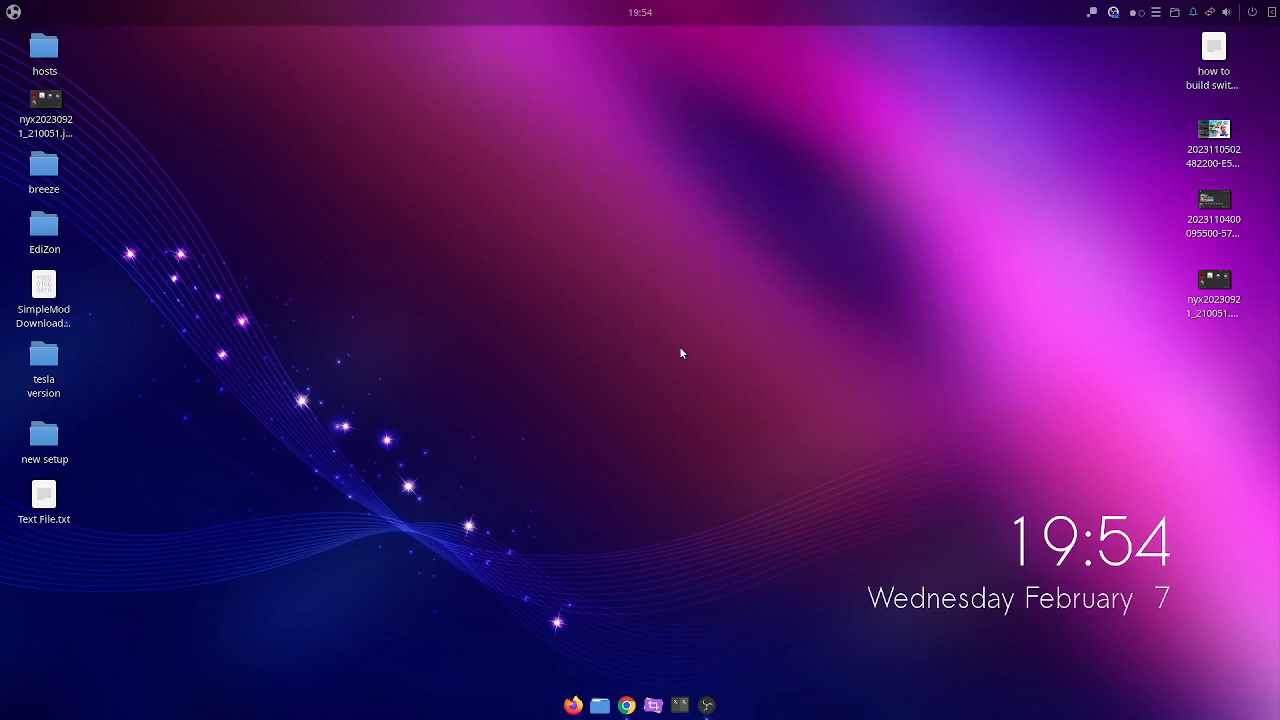 19:54
hosts
nyx2023092
1_210051.j...
breeze
EdiZon
SimpleMod
Download...
tesla
version
new setup
Text File.txt
how to
build swit...
2023110502
482200-E5...
2023110400
095500-57...
nyx2023092
1_210051....
19:54
Wednesday February 7